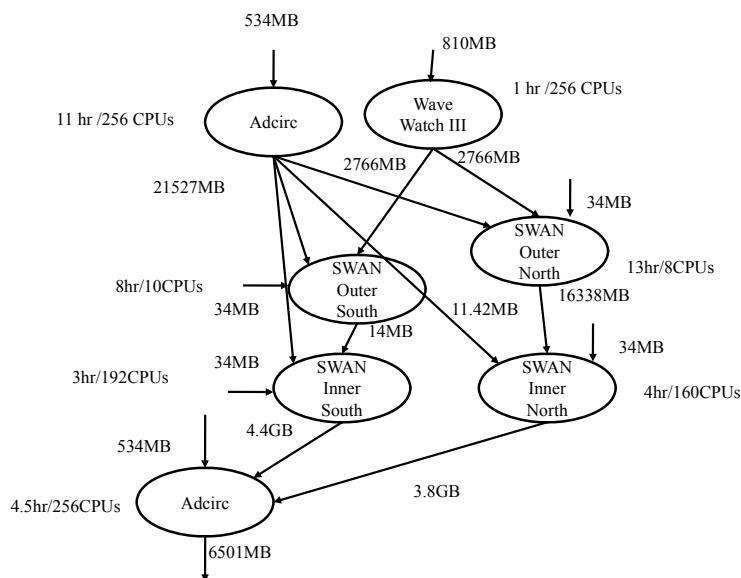 534MB
810MB
1 hr /256 CPUs
11 hr /256 CPUs
Adcirc
Wave
Watch III
2766MB
2766MB
21527MB
34MB
SWAN
Outer
North
13hr/8CPUs
SWAN
Outer
South
8hr/10CPUs
34MB
11.42MB
16338MB
14MB
34MB
34MB
SWAN
Inner
South
SWAN
Inner
North
3hr/192CPUs
4hr/160CPUs
534MB
4.4GB
3.8GB
Adcirc
4.5hr/256CPUs
6501MB